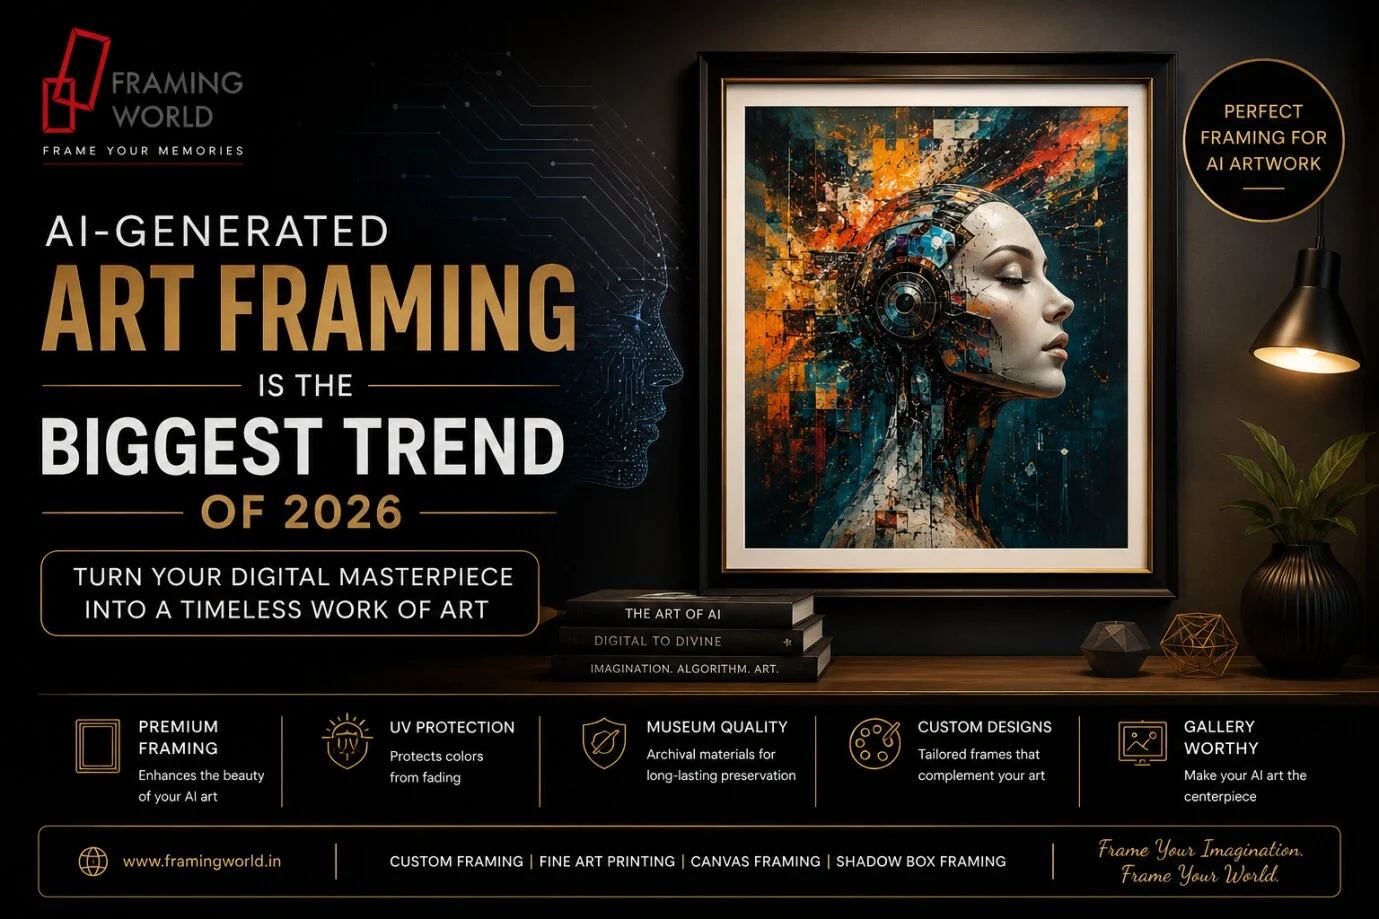 FRAMING
WORLD
FRAME YOUR MEMORIES
AI-GENERATED
ART FRAMING
IS THE
BIGGEST TREND
OF 2026
TURN YOUR DIGITAL MASTERPIECE
INTO A TIMELESS WORK OF ART
PERFECT
FRAMING FOR
AI ARTWORK
THE ART OF AI
DIGITAL TO DIVINE
IMAGINATION. ALGORITHM. ART.
PREMIUM
FRAMING
Enhances the beauty
of your AI art
UV
UV PROTECTION
Protects colors
from fading
MUSEUM QUALITY
Archival materials for
long-lasting preservation
CUSTOM DESIGNS
Tailored frames that
complement your art
GALLERY
WORTHY
Make your AI art the
centerpiece
www.framingworld.in
CUSTOM FRAMING | FINE ART PRINTING | CANVAS FRAMING | SHADOW BOX FRAMING
Frame Your Imagination.
Frame Your World.